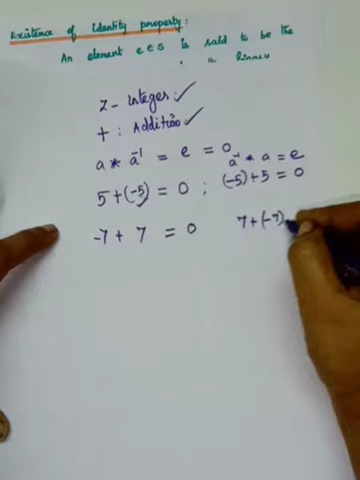 Existence of Identity property:
An element e ∈ S is said to be the
Z - Integers: ✓
+ : Addition ✓
a * a⁻¹ = e = 0 a⁻¹ * a = e
5 + (-5) = 0 ; (-5) + 5 = 0
-7 + 7 = 0 7 + (-7)